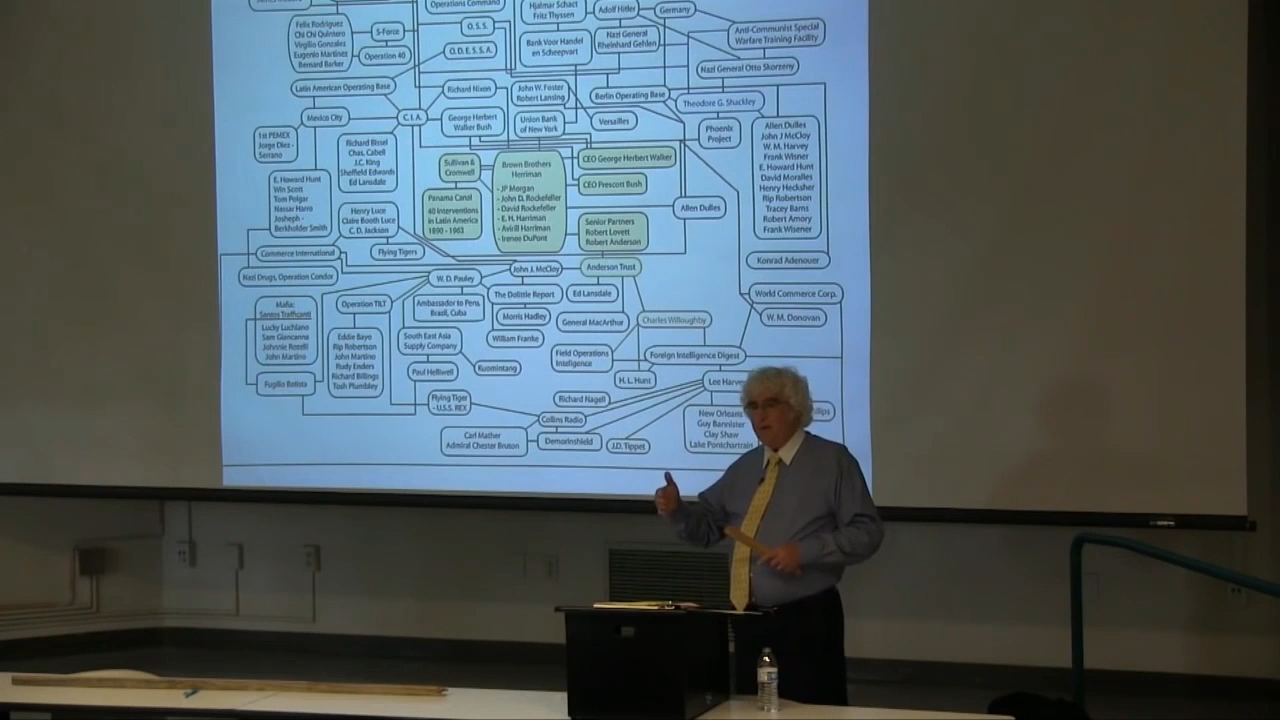 Operations Command
Hjalmar Schact
Fritz Thyssen
Adolf Hitler
Germany
Felix Rodriguez
Chi Chi Quintero
Virgilio Gonzalez
Eugenio Martinez
Bernard Barker
S-Force
Operation 40
O.S.S.
O.D.E.S.S.A.
Bank Voor Handel
en Scheepvart
Nazi General
Rheinhard Gehlen
Anti-Communist Special
Warfare Training Facility
Nazi General Otto Skorzeny
Latin American Operating Base
Richard Nixon
John W. Foster
Robert Lansing
Berlin Operating Base
Theodore G. Shackley
Mexico City
C.I.A.
George Herbert
Walker Bush
Union Bank
of New York
Versailles
Phoenix
Project
Allen Dulles
John J McCloy
W. M. Harvey
Frank Wisner
E. Howard Hunt
David Moralles
Henry Hecksher
Rip Robertson
Tracey Barns
Robert Amory
Frank Wisener
1st PEMEX
Jorge Diez -
Serrano
Richard Bissel
Chas. Cabell
J.C. King
Sheffield Edwards
Ed Lansdale
Sullivan &
Cromwell
Brown Brothers
Herriman
- JP Morgan
- John D. Rockefeller
- David Rockefeller
- E. H. Harriman
- Avirill Harriman
- Irenee DuPont
CEO George Herbert Walker
CEO Prescott Bush
Panama Canal
40 Interventions
in Latin America
1890 - 1963
Senior Partners
Robert Lovett
Robert Anderson
Allen Dulles
E. Howard Hunt
Win Scott
Tom Polgar
Nassar Harro
Josheph -
Berkholder Smith
Henry Luce
Claire Booth Luce
C. D. Jackson
Flying Tigers
Commerce International
Nazi Drugs, Operation Condor
W. D. Pauley
John J. McCloy
Anderson Trust
Konrad Adenouer
Ed Lansdale
World Commerce Corp.
W. M. Donovan
Mafia:
Santos Trafficanti
Lucky Luchiano
Sam Giancanna
Johnnie Rozelli
John Martino
Operation TILT
Ambassador to Peru,
Brazil, Cuba
The Dolittle Report
Morris Hadley
William Franke
General MacArthur
Charles Willoughby
Eddie Bayo
Rip Robertson
John Martino
Rudy Enders
Richard Billings
Tosh Plumbley
South East Asia
Supply Company
Kuomintang
Paul Helliwell
Field Operations
Inteligence
Foreign Intelligence Digest
H. L. Hunt
Fugilio Batista
Flying Tiger
- U.S.S. REX
Richard Nagell
Lee Harve
Collins Radio
New Orleans
Guy Bannister
Clay Shaw
Lake Pontchartrain
Carl Mather
Admiral Chester Bruton
Demorinshield
J.D. Tippet